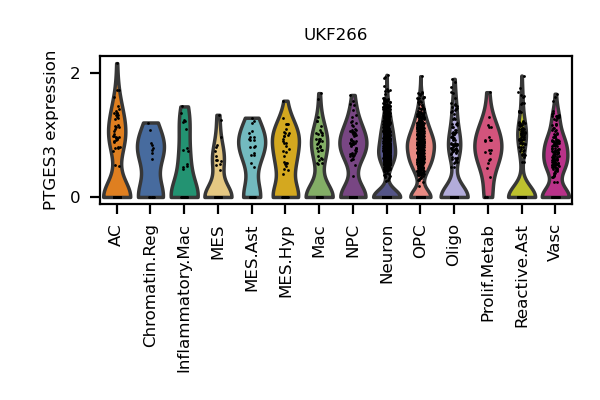 UKF266
PTGES3 expression
2
0
AC
Chromatin.Reg
Inflammatory.Mac
MES
MES.Ast
MES.Hyp
Mac
NPC
Neuron
OPC
Oligo
Prolif.Metab
Reactive.Ast
Vasc